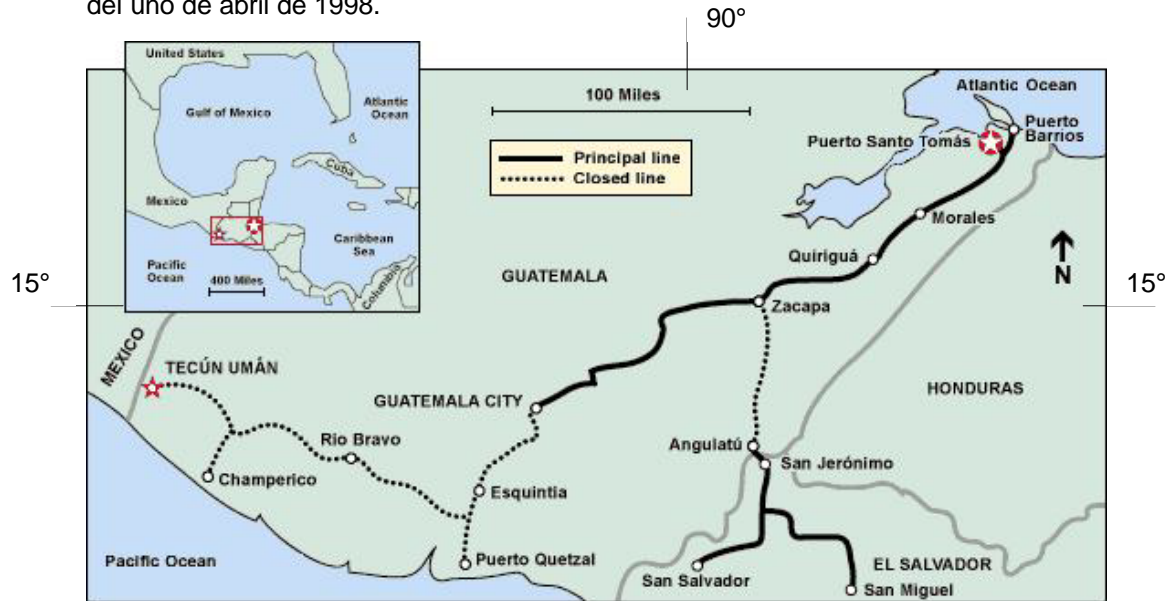 del uno de abril de 1998.
90°
United States
Gulf of Mexico
Atlantic
Ocean
Cuba
Mexico
Caribbean
Sea
Pacific
Ocean
400 Miles
Columbia
100 Miles
Principal line
Closed line
Atlantic Ocean
Puerto
Barrios
Puerto Santo Tomás
Morales
Quiriguá
N
15°
15°
GUATEMALA
Zacapa
MEXICO
TECÚN UMÁN
HONDURAS
GUATEMALA CITY
Rio Bravo
Angulatú
San Jerónimo
Champerico
Esquintia
Pacific Ocean
Puerto Quetzal
San Salvador
EL SALVADOR
San Miguel